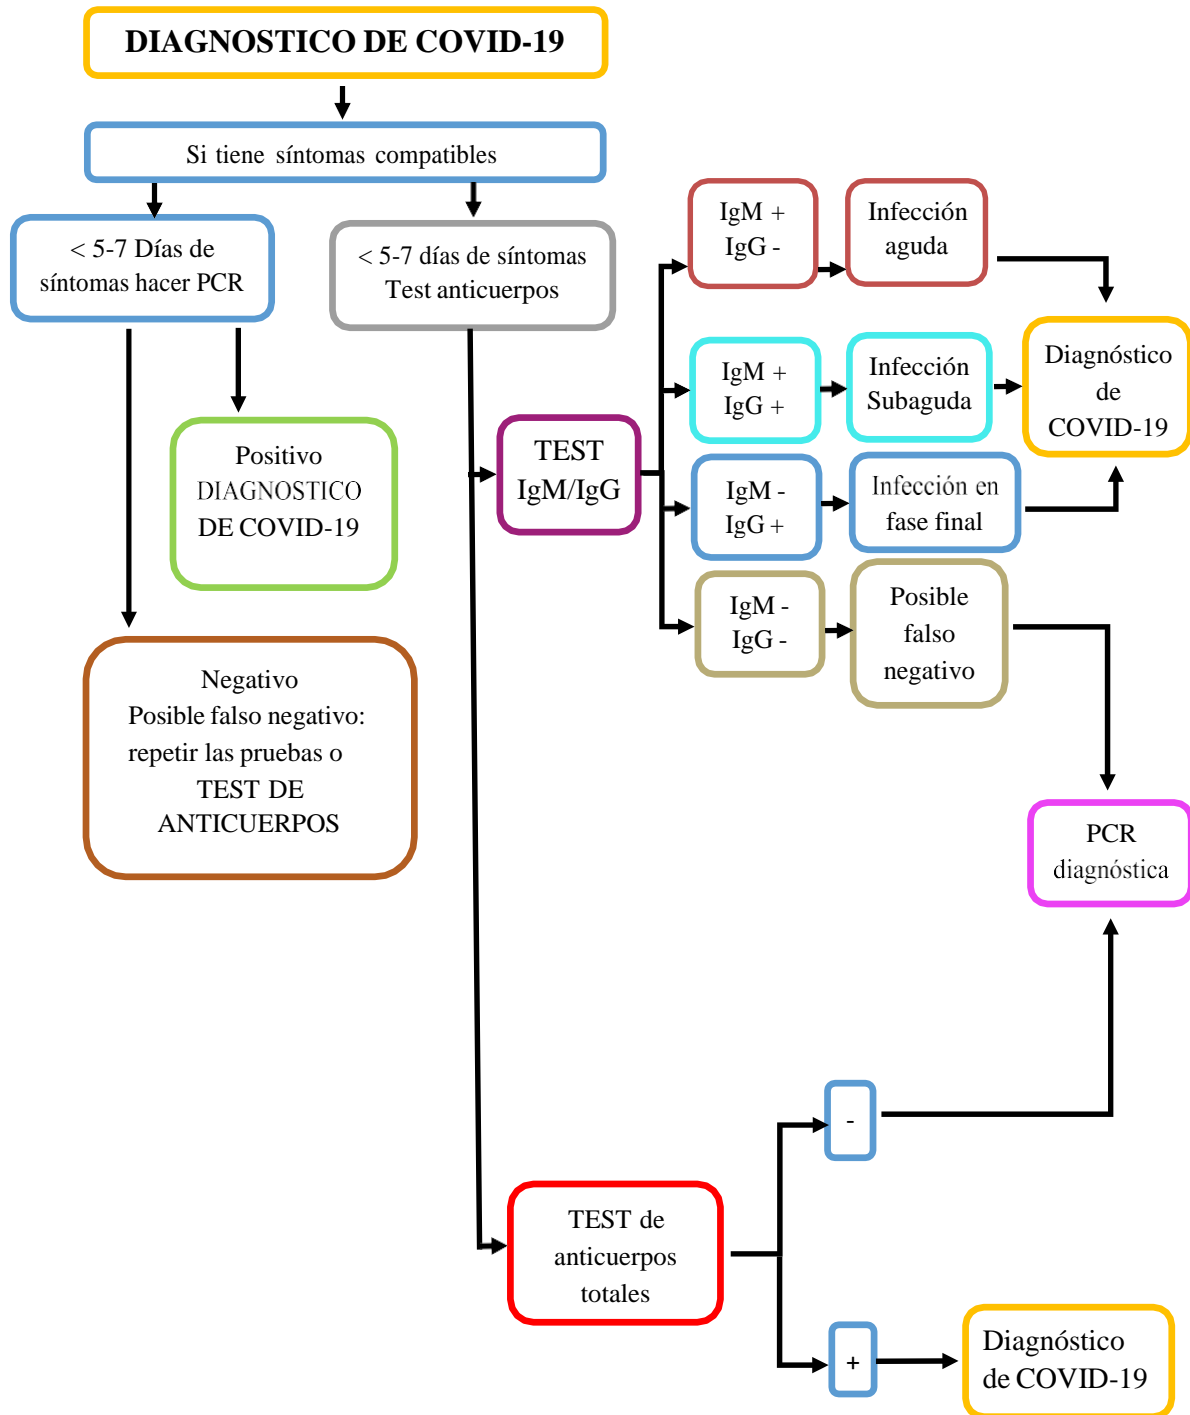 DIAGNOSTICO DE COVID-19
Si tiene síntomas compatibles
< 5-7 Días de
síntomas hacer PCR
< 5-7 días de síntomas
Test anticuerpos
Positivo
DIAGNOSTICO
DE COVID-19
Negativo
Posible falso negativo:
repetir las pruebas o
TEST DE
ANTICUERPOS
TEST
IgM/IgG
IgM +
IgG -
Infección
aguda
IgM +
IgG +
Infección
Subaguda
IgM -
IgG +
Infección en
fase final
IgM -
IgG -
Posible
falso
negativo
Diagnóstico
de
COVID-19
PCR
diagnóstica
TEST de
anticuerpos
totales
-
+
Diagnóstico
de COVID-19